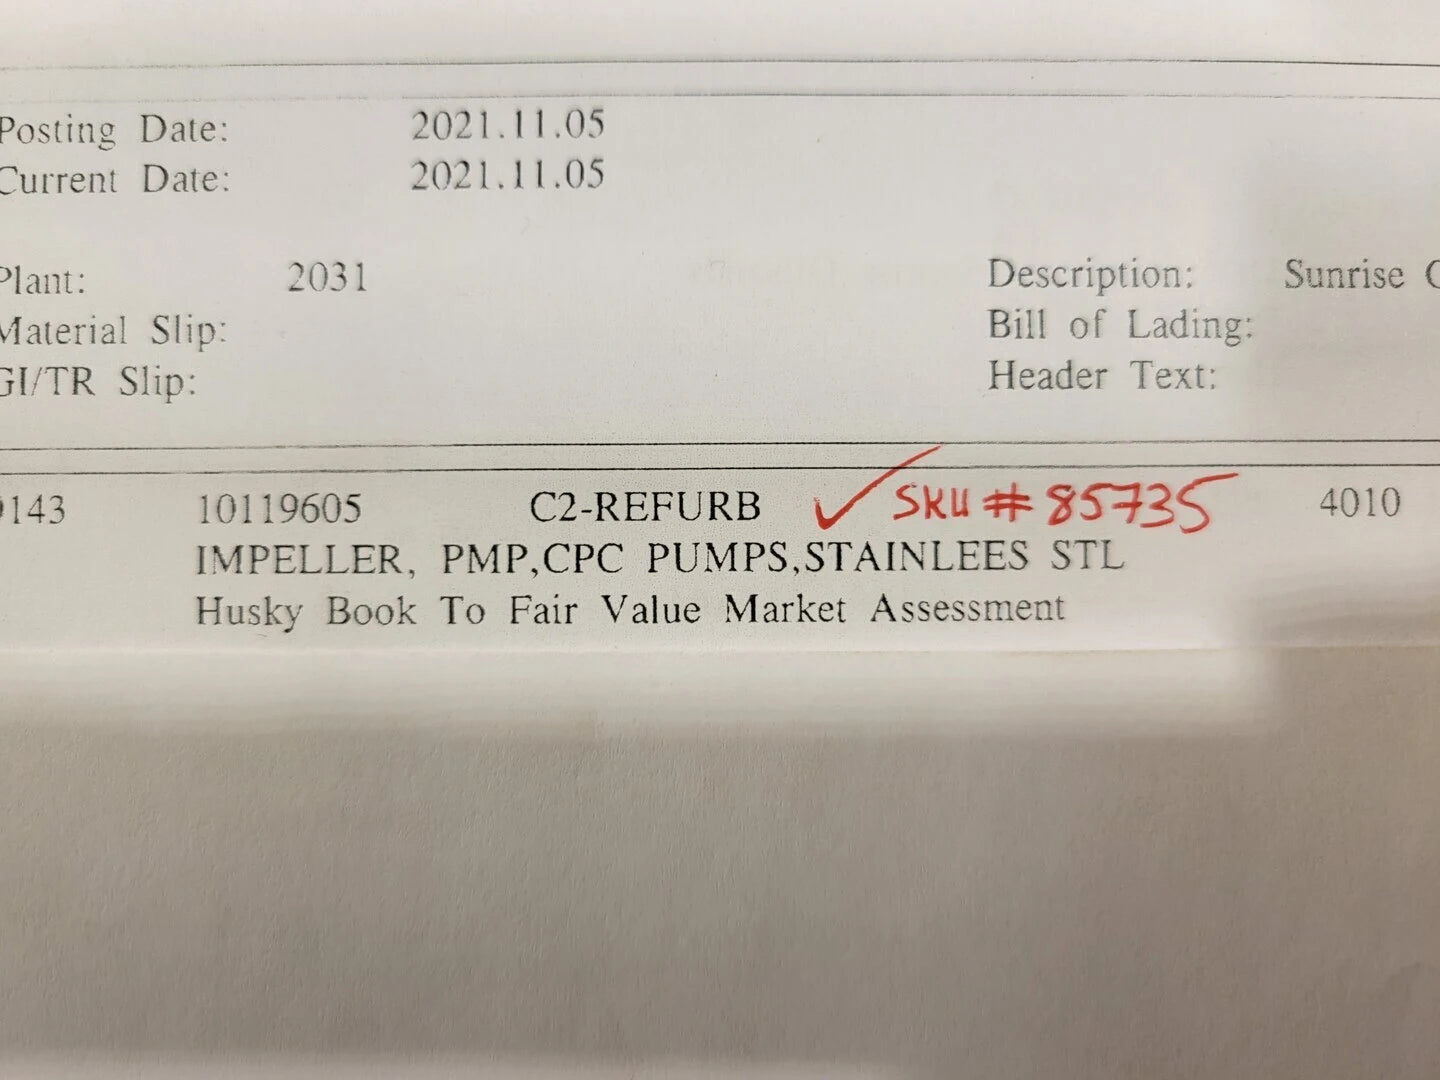 Posting Date: 2021.11.05
Current Date: 2021.11.05
Plant: 2031 Description: Sunrise
Material Slip: Bill of Lading:
GI/TR Slip: Header Text:
143 10119605 C2-REFURB ✓ SKU # 85735 4010
IMPELLER, PMP,CPC PUMPS,STAINLEES STL
Husky Book To Fair Value Market Assessment